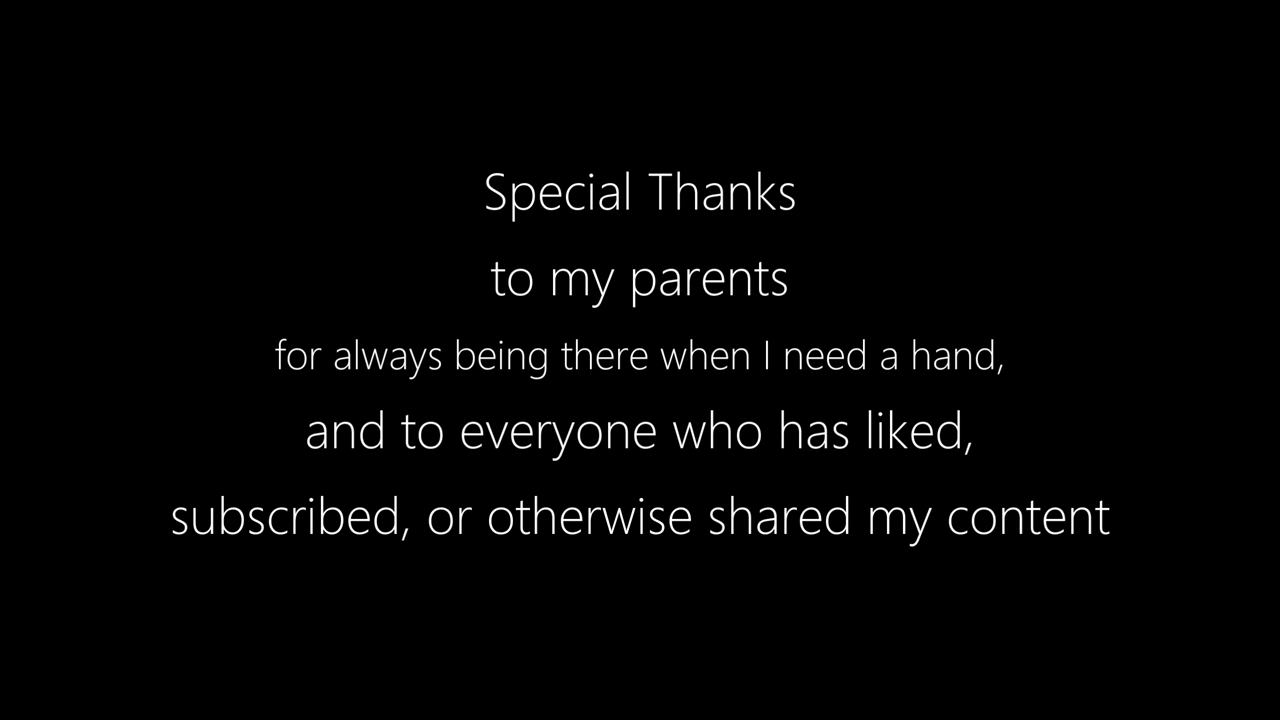 Special Thanks
to my parents
for always being there when I need a hand,
and to everyone who has liked,
subscribed, or otherwise shared my content